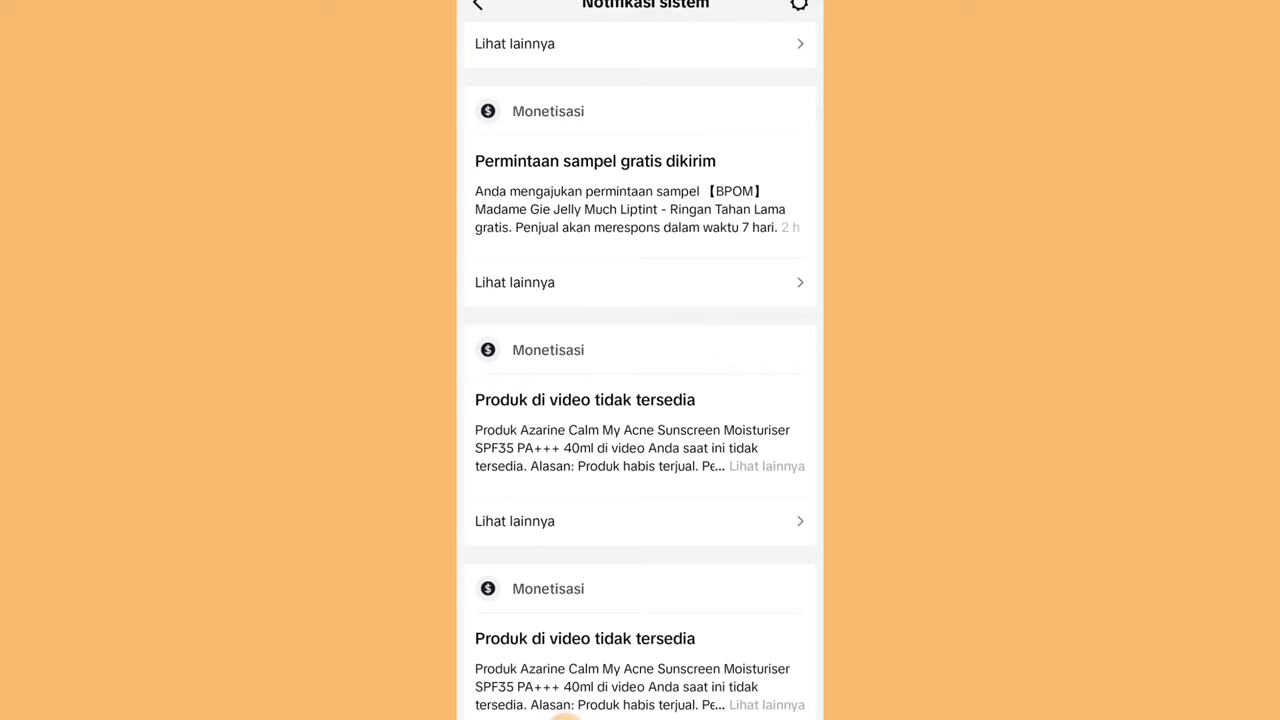 Notifikasi sistem
Lihat lainnya
Monetisasi
Permintaan sampel gratis dikirim
Anda mengajukan permintaan sampel 【BPOM】
Madame Gie Jelly Much Liptint - Ringan Tahan Lama
gratis. Penjual akan merespons dalam waktu 7 hari. 2 h
Lihat lainnya
Monetisasi
Produk di video tidak tersedia
Produk Azarine Calm My Acne Sunscreen Moisturiser
SPF35 PA+++ 40ml di video Anda saat ini tidak
tersedia. Alasan: Produk habis terjual. Pe... Lihat lainnya
Lihat lainnya
Monetisasi
Produk di video tidak tersedia
Produk Azarine Calm My Acne Sunscreen Moisturiser
SPF35 PA+++ 40ml di video Anda saat ini tidak
tersedia. Alasan: Produk habis terjual. Pe... Lihat lainnya